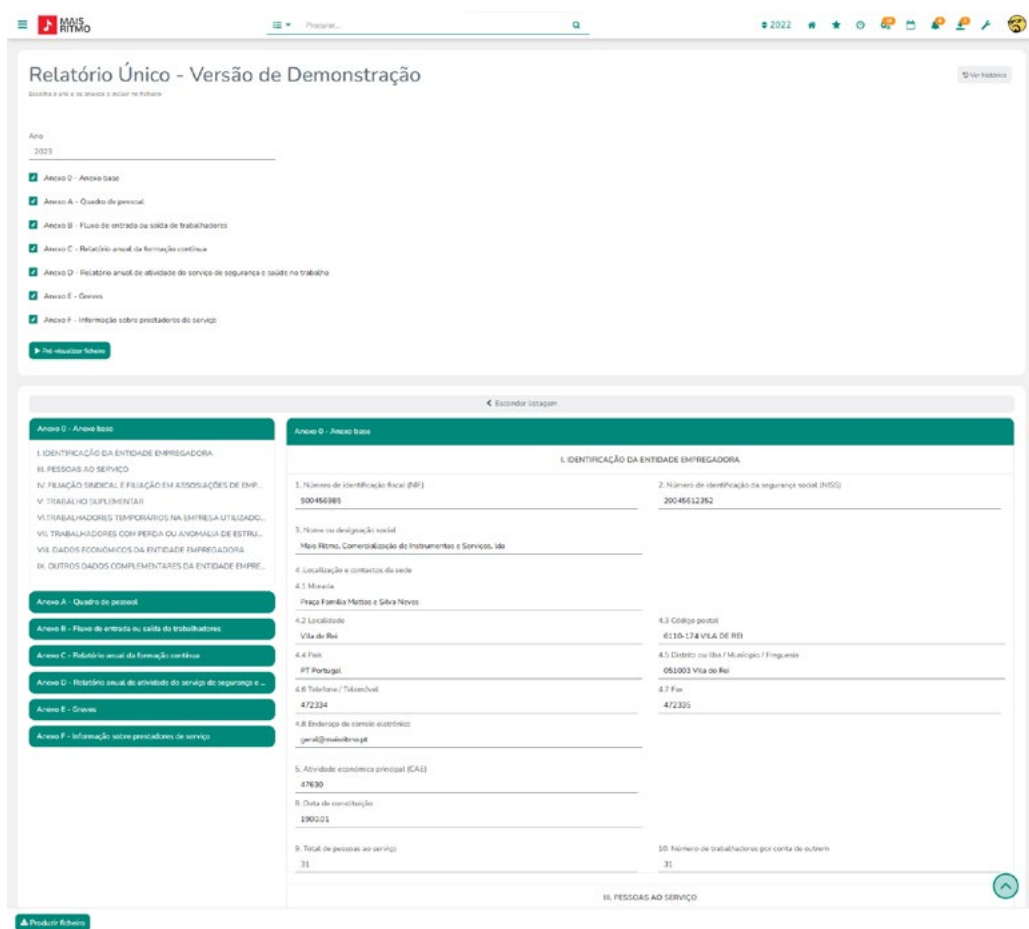 MAIS
RITMO
Procurar...
2022
Relatório Único - Versão de Demonstração
Escolha o ano e os anexos a incluir no ficheiro
Ver histórico
Ano
2023
Anexo 0 - Anexo base
Anexo A - Quadro de pessoal
Anexo B - Fluxo de entrada ou saída de trabalhadores
Anexo C - Relatório anual da formação contínua
Anexo D - Relatório anual de atividade do serviço de segurança e saúde no trabalho
Anexo E - Greves
Anexo F - Informação sobre prestadores de serviço
Pré-visualizar ficheiro
Esconder listagem
Anexo 0 - Anexo base
I. IDENTIFICAÇÃO DA ENTIDADE EMPREGADORA
III. PESSOAS AO SERVIÇO
IV. FILIAÇÃO SINDICAL E FILIAÇÃO EM ASSOSIAÇÕES DE EMP...
V. TRABALHO SUPLEMENTAR
VI.TRABALHADORES TEMPORÁRIOS NA EMPRESA UTILIZADO...
VII. TRABALHADORES COM PERDA OU ANOMALIA DE ESTRU...
VIII. DADOS ECONÓMICOS DA ENTIDADE EMPREGADORA
IX. OUTROS DADOS COMPLEMENTARES DA ENTIDADE EMPRE...
Anexo A - Quadro de pessoal
Anexo B - Fluxo de entrada ou saída de trabalhadores
Anexo C - Relatório anual da formação contínua
Anexo D - Relatório anual de atividade do serviço de segurança e ...
Anexo E - Greves
Anexo F - Informação sobre prestadores de serviço
Anexo 0 - Anexo base
I. IDENTIFICAÇÃO DA ENTIDADE EMPREGADORA
1. Número de identificação fiscal (NIF)
500456985
2. Número de identificação da segurança social (NISS)
20045612352
3. Nome ou designação social
Mais Ritmo, Comercialização de Instrumentos e Serviços, lda
4. Localização e contactos da sede
4.1 Morada
Praça Família Mattias e Silva Neves
4.2 Localidade
Vila de Rei
4.3 Código postal
6110-174 VILA DE REI
4.4 País
PT Portugal
4.5 Distrito ou Ilha / Município / Freguesia
051003 Vila de Rei
4.6 Telefone / Telemóvel
472334
4.7 Fax
472335
4.8 Endereço de correio eletrónico
geral@maisritmo.pt
5. Atividade económica principal (CAE)
47630
8. Data de constituição
1900.01
9. Total de pessoas ao serviço
31
10. Número de trabalhadores por conta de outrem
31
III. PESSOAS AO SERVIÇO
Produzir ficheiro